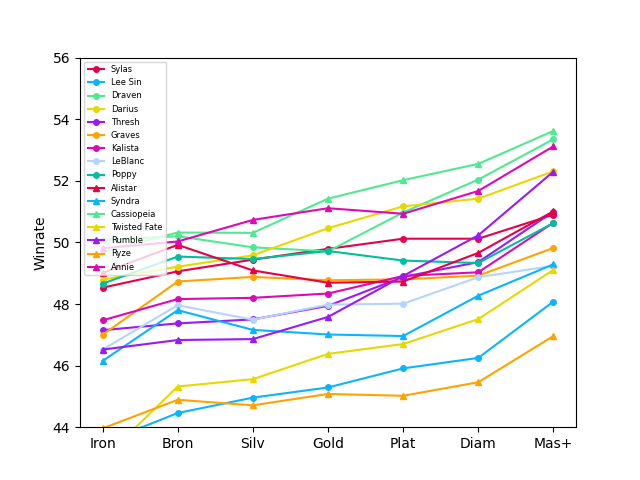 56
54
52
50
48
46
44
Winrate
Sylas
Lee Sin
Draven
Darius
Thresh
Graves
Kalista
LeBlanc
Poppy
Alistar
Syndra
Cassiopeia
Twisted Fate
Rumble
Ryze
Annie
Iron Bron Silv Gold Plat Diam Mas+